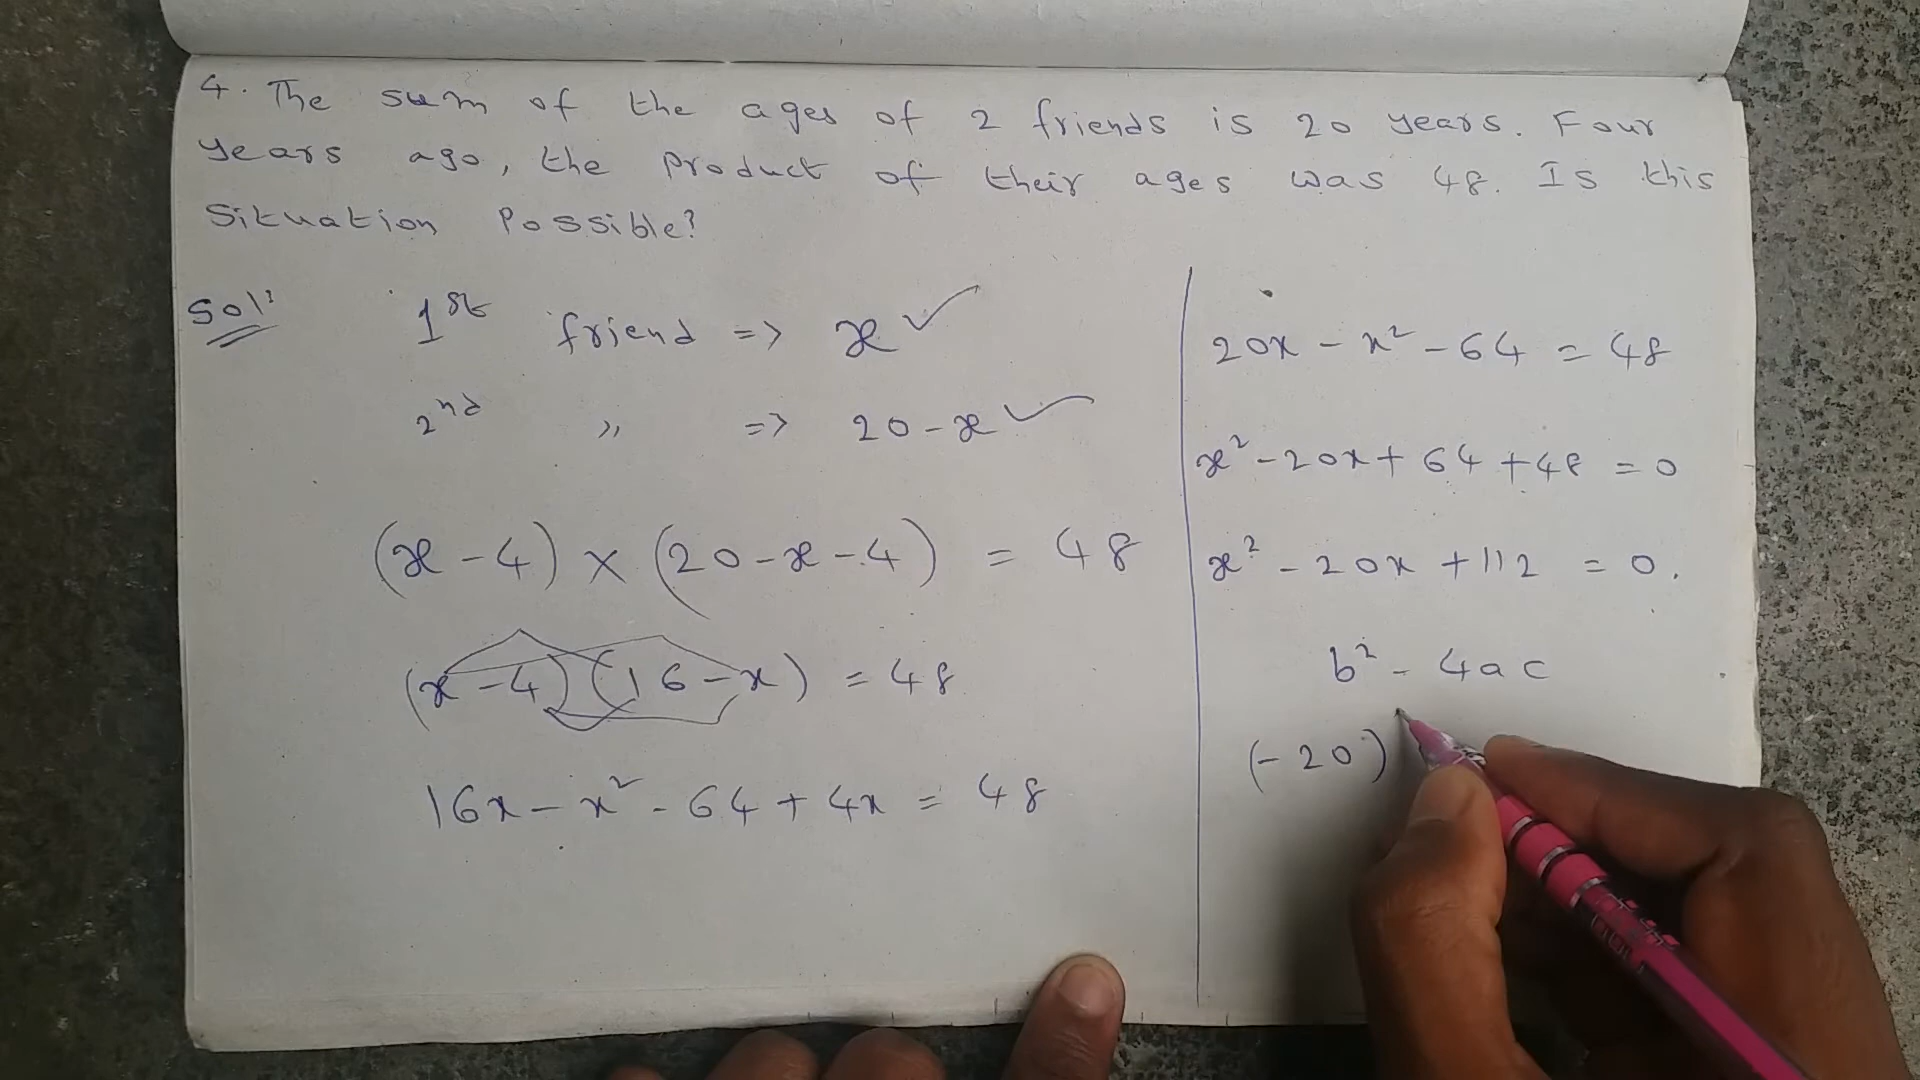 4. The sum of the ages of 2 friends is 20 years. Four
years ago, the product of their ages was 48. Is this
situation possible?
Sol:
1st friend => x ✓
2nd ,, => 20-x ✓
(x-4) × (20-x-4) = 48
(x-4)(16-x) = 48
16x - x² - 64 + 4x = 48
20x - x² - 64 = 48
x² - 20x + 64 + 48 = 0
x² - 20x + 112 = 0.
b² - 4ac
(-20)